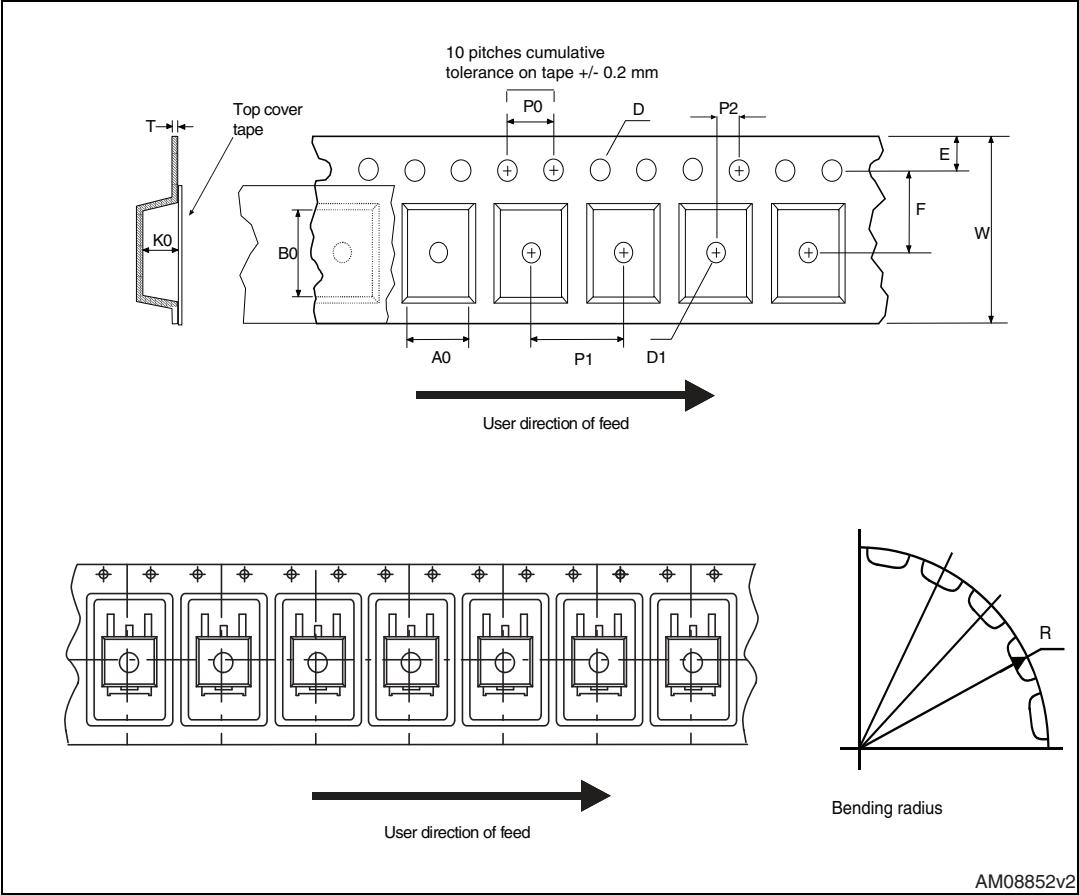 10 pitches cumulative
tolerance on tape +/- 0.2 mm
Top cover
tape
T
P0
D
P2
E
F
W
K0
B0
A0
P1
D1
User direction of feed
R
User direction of feed
Bending radius
AM08852v2